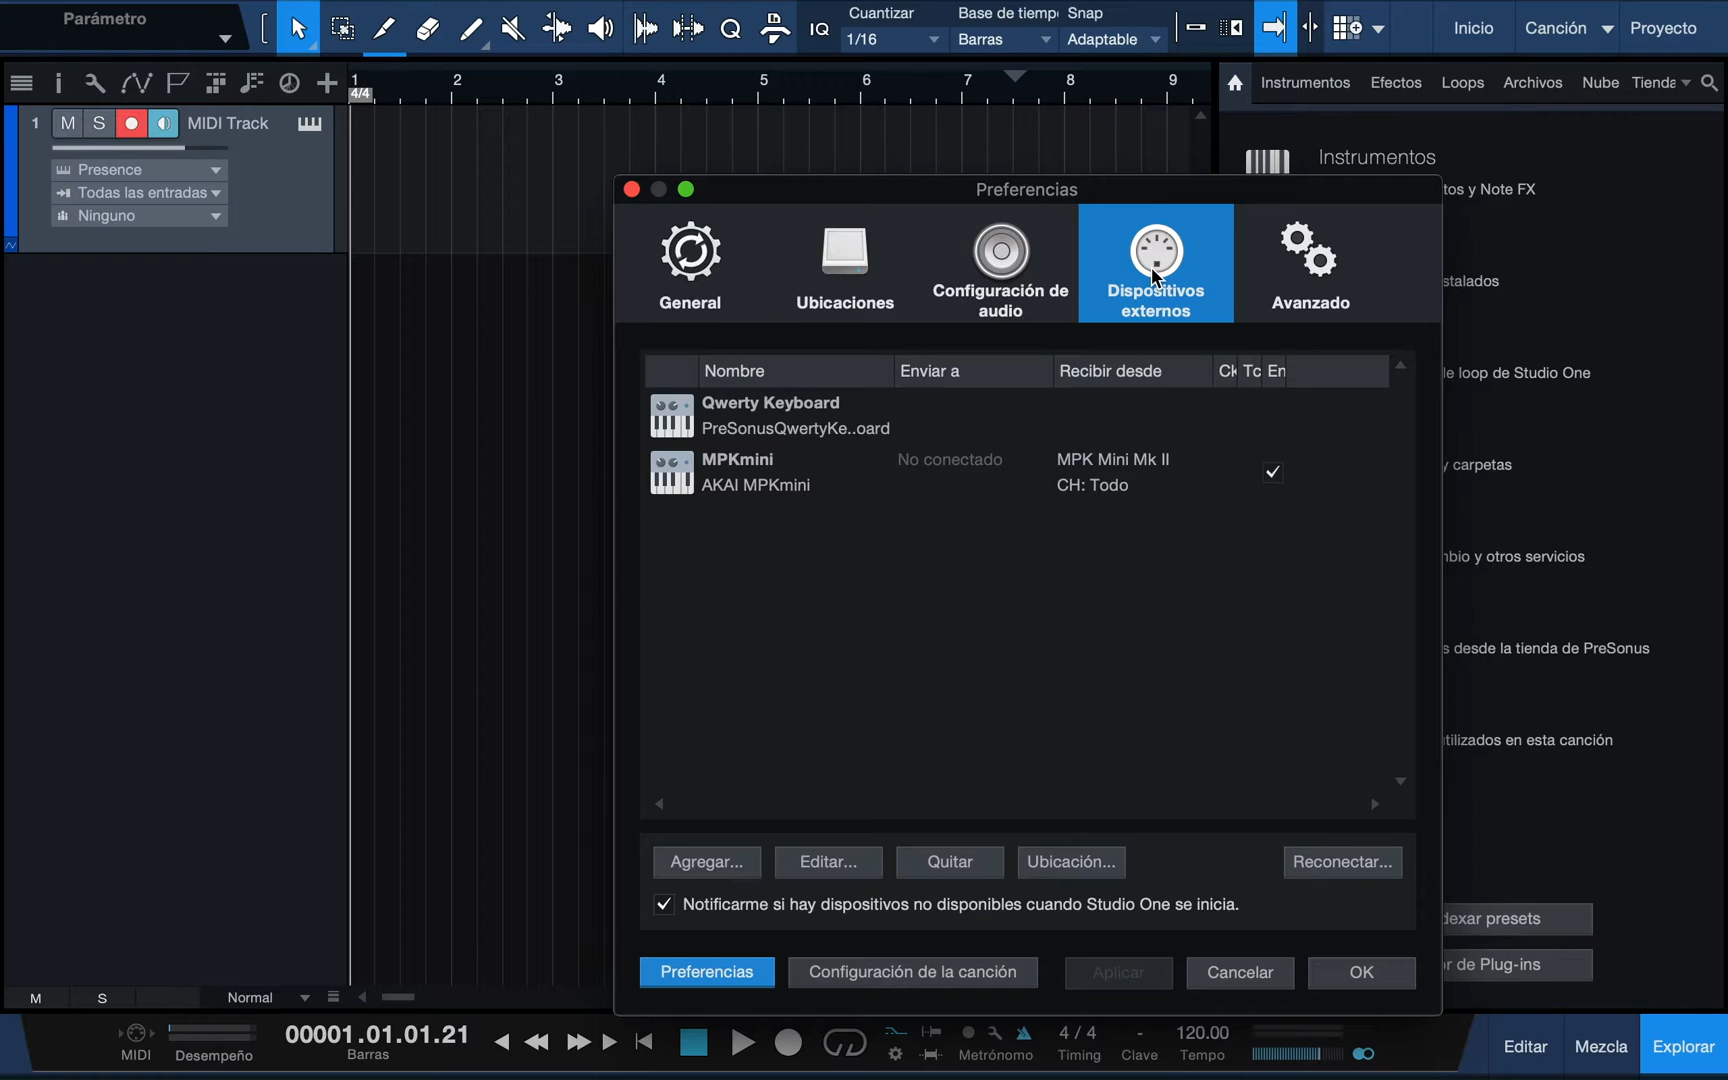 Parámetro
IQ
Cuantizar
1/16
Base de tiemp
Barras
Snap
Adaptable
Inicio
Canción
Proyecto
1 2 3 4 5 6 7 8 9
4/4
Instrumentos Efectos Loops Archivos Nube Tienda
1 M S MIDI Track
Presence
Todas las entradas
Ninguno
Instrumentos
tos y Note FX
stalados
le loop de Studio One
y carpetas
nbio y otros servicios
s desde la tienda de PreSonus
tilizados en esta canción
dexar presets
r de Plug-ins
Preferencias
General
Ubicaciones
Configuración de
audio
Dispositivos
externos
Avanzado
Nombre Enviar a Recibir desde Ck Tc En
Qwerty Keyboard
PreSonusQwertyKe..oard
MPKmini No conectado MPK Mini Mk II
AKAI MPKmini CH: Todo
Agregar... Editar... Quitar Ubicación... Reconectar...
Notificarme si hay dispositivos no disponibles cuando Studio One se inicia.
Preferencias Configuración de la canción Aplicar Cancelar OK
M S Normal
MIDI
Desempeño
00001.01.01.21
Barras
Metrónomo
4 / 4
Timing
-
Clave
120.00
Tempo
Editar Mezcla Explorar